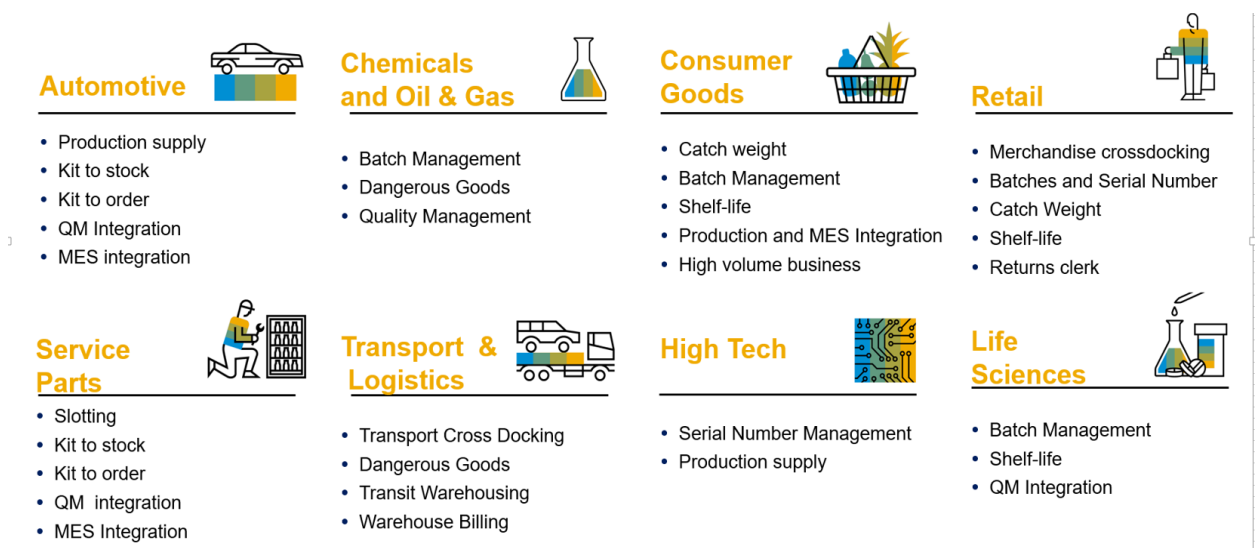 Automotive
Production supply
Kit to stock
Kit to order
QM Integration
MES integration
Chemicals
and Oil & Gas
Batch Management
Dangerous Goods
Quality Management
Consumer
Goods
Catch weight
Batch Management
Shelf-life
Production and MES Integration
High volume business
Retail
Merchandise crossdocking
Batches and Serial Number
Catch Weight
Shelf-life
Returns clerk
Service
Parts
Slotting
Kit to stock
Kit to order
QM integration
MES Integration
Transport &
Logistics
Transport Cross Docking
Dangerous Goods
Transit Warehousing
Warehouse Billing
High Tech
Serial Number Management
Production supply
Life
Sciences
Batch Management
Shelf-life
QM Integration